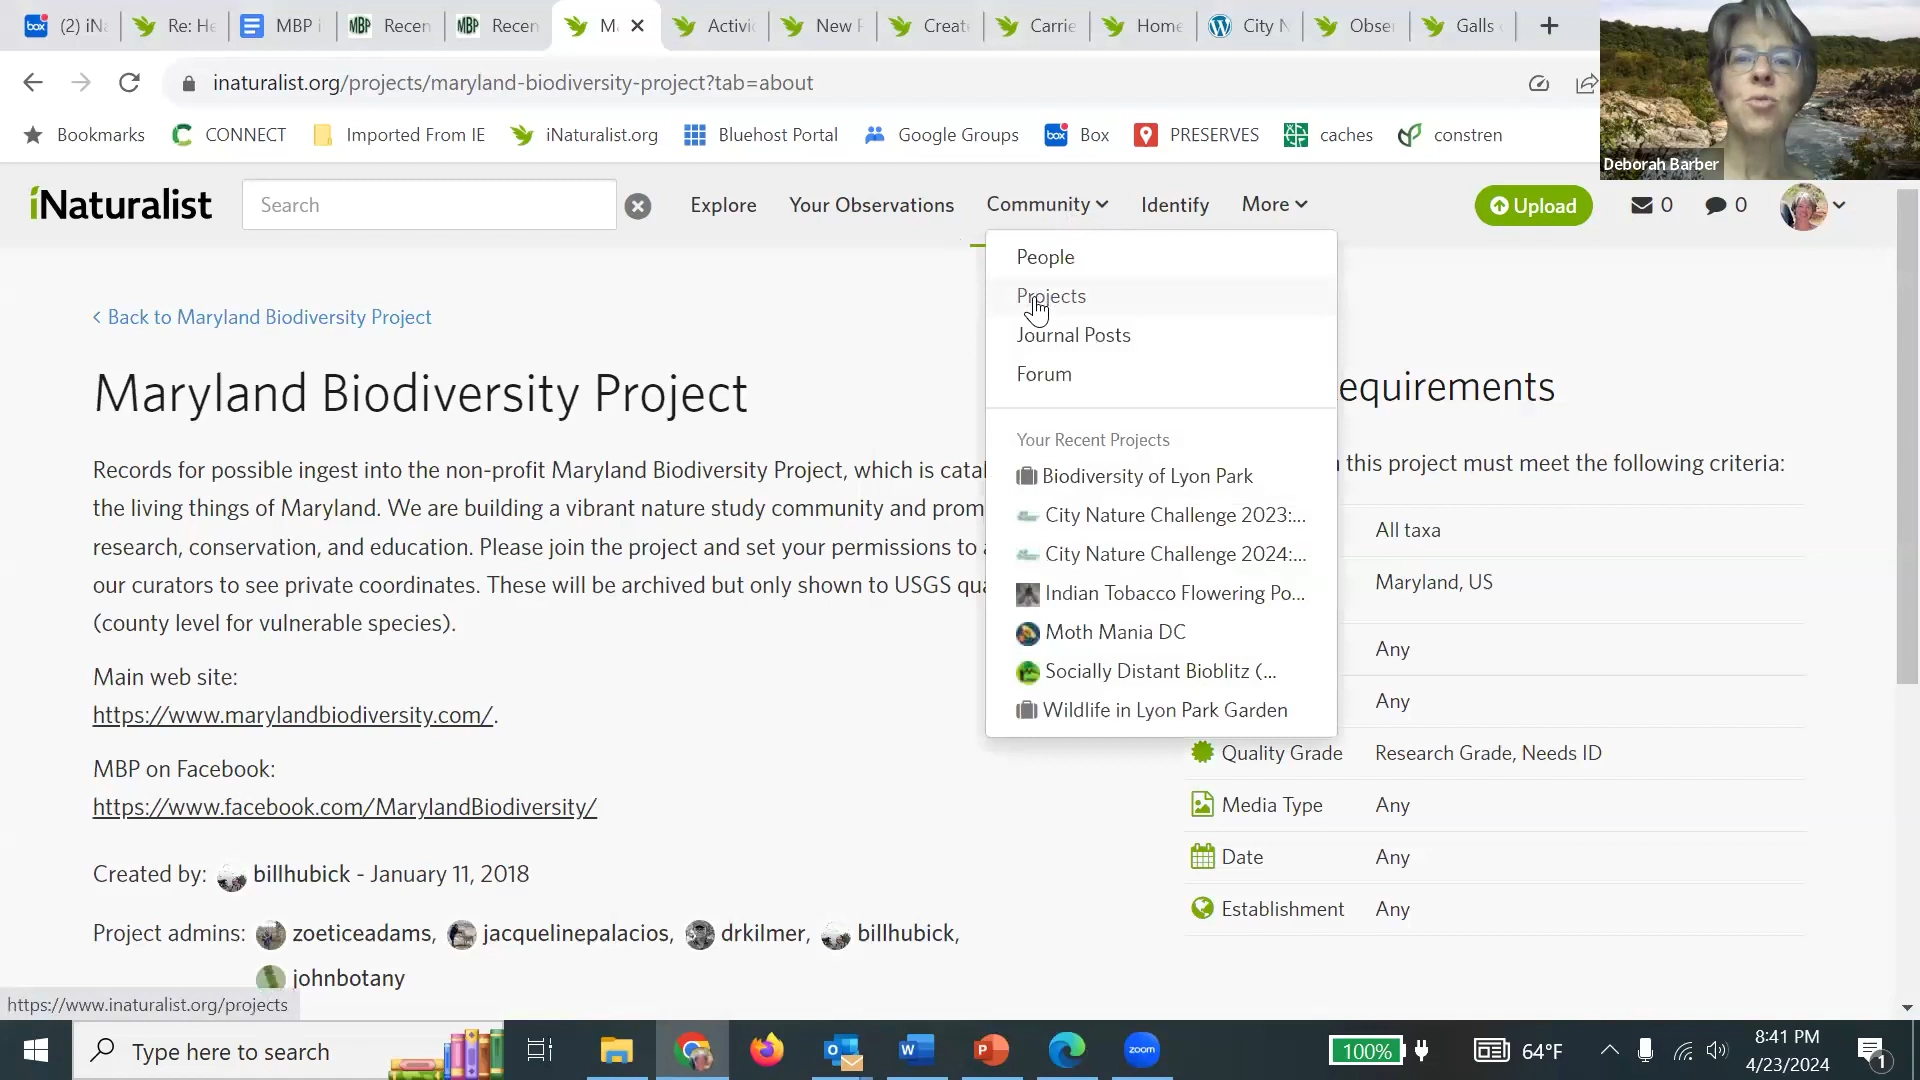 (2) iNa
Re: He
MBP i
MBP
Recen
MBP
Recen
Ma
Activi
New P
Create
Carrie
Home
City N
Obser
Galls o
inaturalist.org/projects/maryland-biodiversity-project?tab=about
Bookmarks
CONNECT
Imported From IE
iNaturalist.org
Bluehost Portal
Google Groups
box
Box
PRESERVES
caches
constren
Deborah Barber
iNaturalist
Search
Explore
Your Observations
Community
Identify
More
Upload
0
0
People
Projects
Journal Posts
Forum
Your Recent Projects
Biodiversity of Lyon Park
City Nature Challenge 2023:...
City Nature Challenge 2024:...
Indian Tobacco Flowering Po...
Moth Mania DC
Socially Distant Bioblitz (...
Wildlife in Lyon Park Garden
< Back to Maryland Biodiversity Project
Maryland Biodiversity Project
Records for possible ingest into the non-profit Maryland Biodiversity Project, which is catal
the living things of Maryland. We are building a vibrant nature study community and prom
research, conservation, and education. Please join the project and set your permissions to a
our curators to see private coordinates. These will be archived but only shown to USGS qua
(county level for vulnerable species).
Main web site:
https://www.marylandbiodiversity.com/.
MBP on Facebook:
https://www.facebook.com/MarylandBiodiversity/
Created by: billhubick - January 11, 2018
Project admins: zoeticeadams, jacquelinepalacios, drkilmer, billhubick,
johnbotany
equirements
this project must meet the following criteria:
All taxa
Maryland, US
Any
Any
Quality Grade Research Grade, Needs ID
Media Type Any
Date Any
Establishment Any
https://www.inaturalist.org/projects
Type here to search
zoom
100%
64°F
8:41 PM
4/23/2024
1